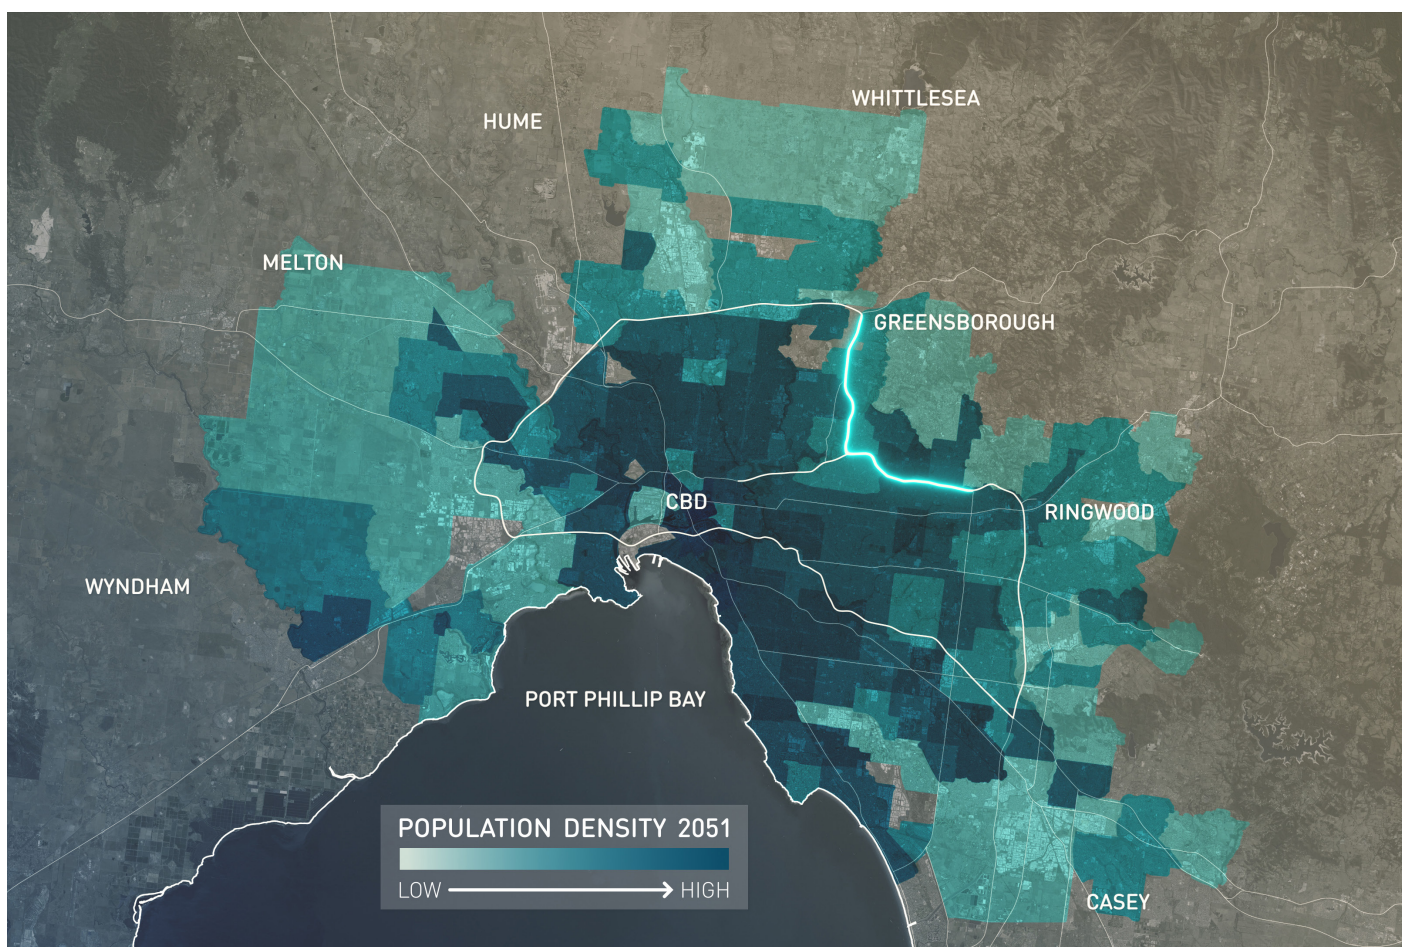 WHITTLESEA
HUME
MELTON
GREENSBOROUGH
CBD
RINGWOOD
WYNDHAM
PORT PHILLIP BAY
POPULATION DENSITY 2051
LOW HIGH
CASEY